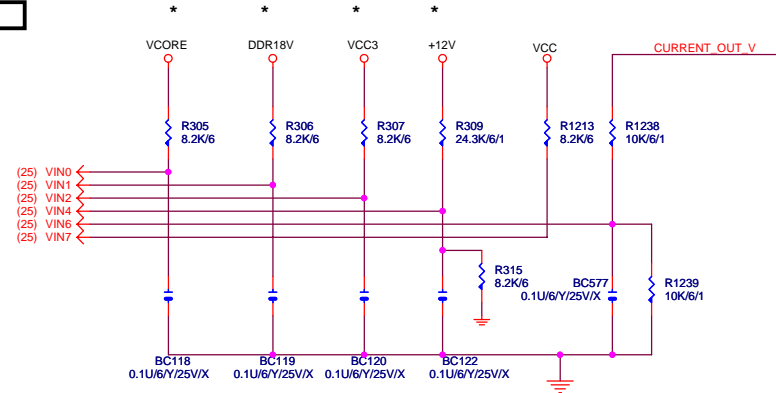 * * * *
VCORE DDR18V VCC3 +12V VCC CURRENT_OUT_V
R305 R306 R307 R309 R1213 R1238
8.2K/6 8.2K/6 8.2K/6 24.3K/6/1 8.2K/6 10K/6/1
(25) VIN0
(25) VIN1
(25) VIN2
(25) VIN4
(25) VIN6
(25) VIN7
R315
8.2K/6
BC577
0.1U/6/Y/25V/X
R1239
10K/6/1
BC118 BC119 BC120 BC122
0.1U/6/Y/25V/X 0.1U/6/Y/25V/X 0.1U/6/Y/25V/X 0.1U/6/Y/25V/X